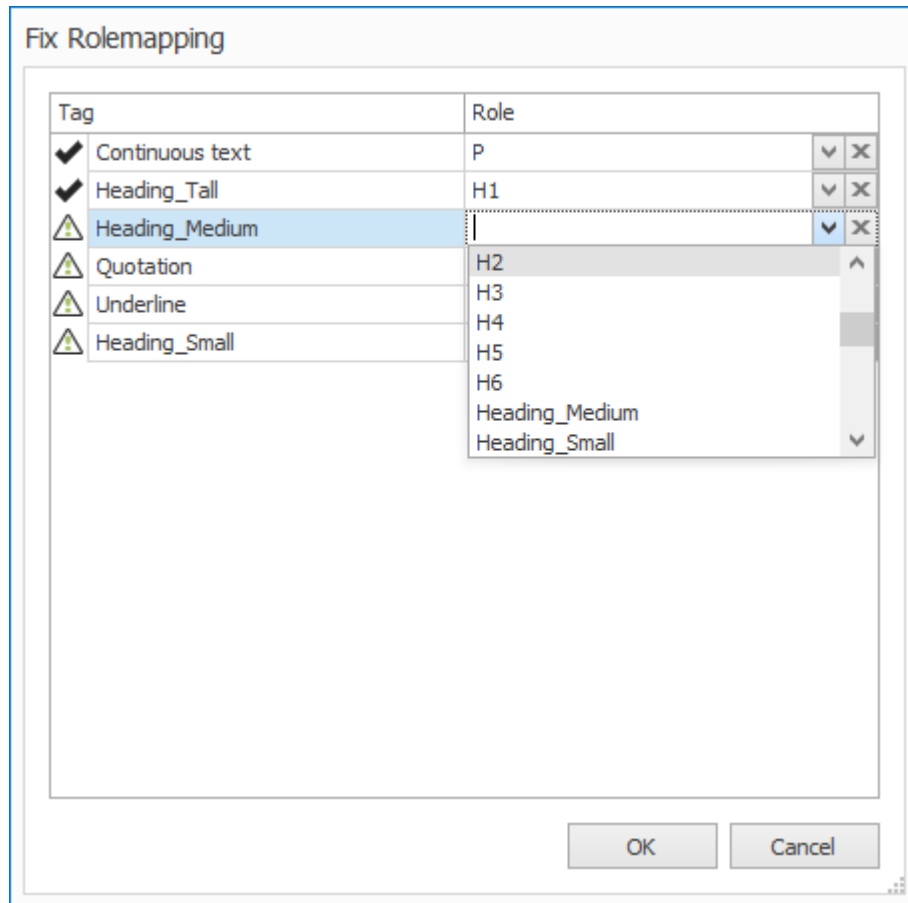 Fix Rolemapping
Tag Role
Continuous text P
Heading_Tall H1
Heading_Medium
Quotation
Underline
Heading_Small
H2
H3
H4
H5
H6
Heading_Medium
Heading_Small
OK Cancel